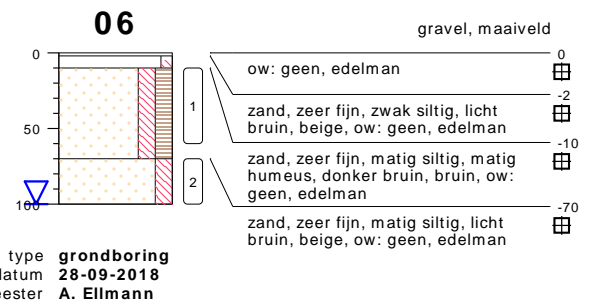 06
gravel, maaiveld
0
0
ow: geen, edelman
-2
zand, zeer fijn, zwak siltig, licht
bruin, beige, ow: geen, edelman
1
50
-10
zand, zeer fijn, matig siltig, matig
humeus, donker bruin, bruin, ow:
geen, edelman
2
-70
100
zand, zeer fijn, matig siltig, licht
bruin, beige, ow: geen, edelman
type grondboring
datum 28-09-2018
eester A. Ellmann